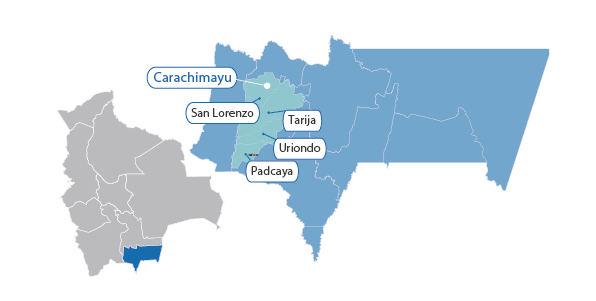 Carachimayu
San Lorenzo
Tarija
Uriondo
Padcaya